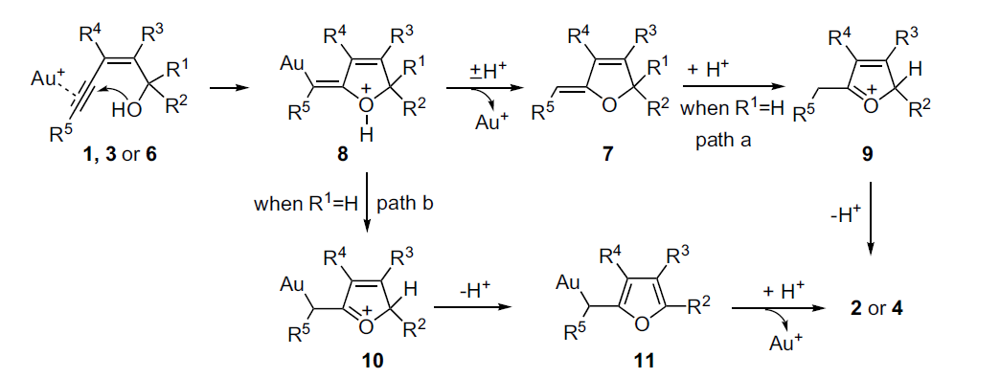 R⁴ R³
Au⁺
R¹
HO R²
R⁵
1, 3 or 6
R⁴ R³
Au
R¹
+
R⁵ O R²
H
8
±H⁺
Au⁺
R⁴ R³
R¹
R⁵ O R²
7
+ H⁺
when R¹=H
path a
R⁴ R³
H
+
R⁵ O R²
9
when R¹=H path b
-H⁺
R⁴ R³
Au H
+
R⁵ O R²
10
-H⁺
R⁴ R³
Au
R²
R⁵ O
11
+ H⁺
Au⁺
2 or 4